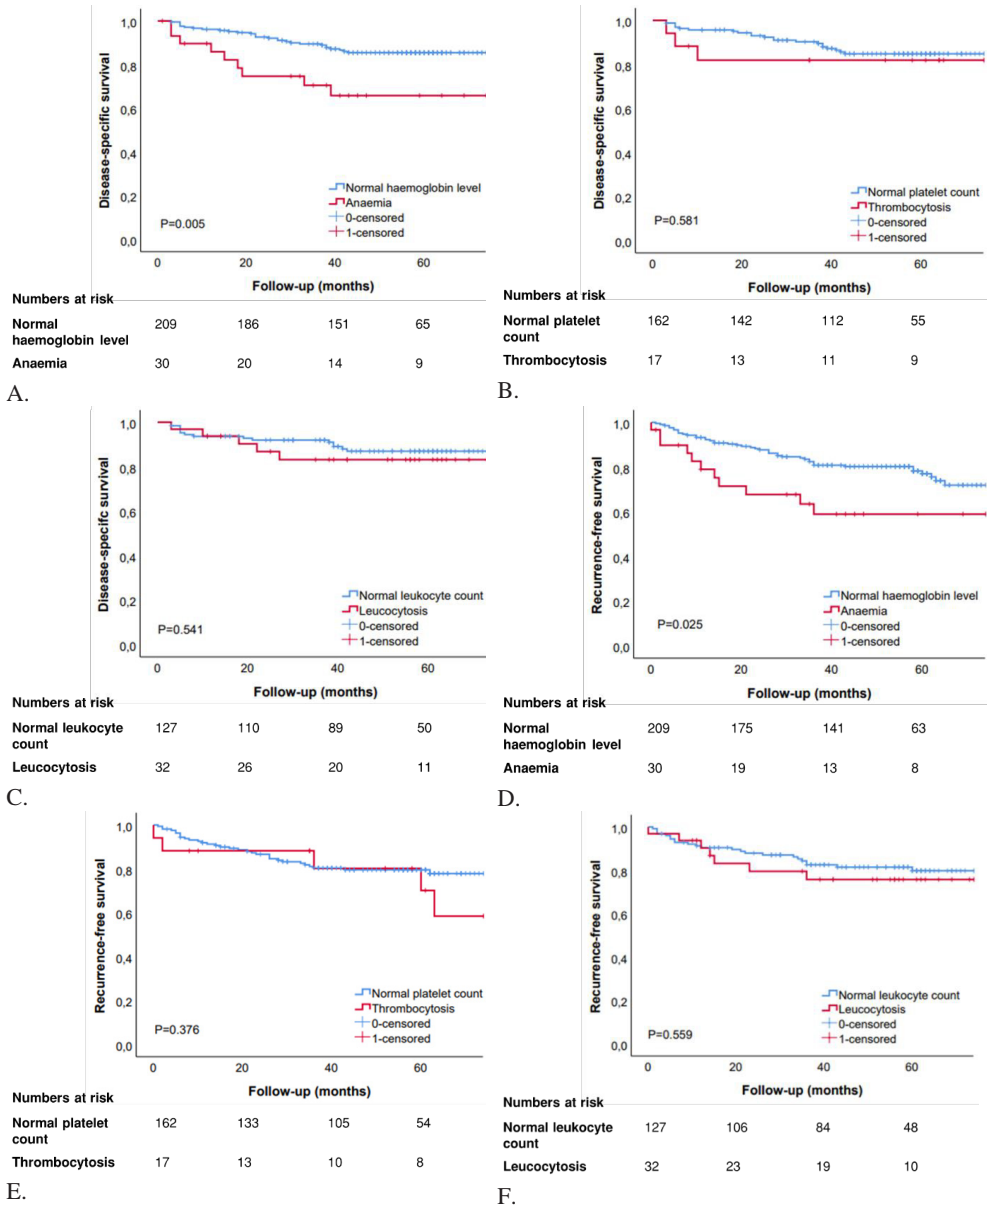 Disease-specific survival
1,0
0,8
0,6
0,4
0,2
0,0
Normal haemoglobin level
Anaemia
0-censored
1-censored
P=0.005
0 20 40 60
Follow-up (months)
Numbers at risk
Normal 209 186 151 65
haemoglobin level
Anaemia 30 20 14 9
A.
Disease-specific survival
1,0
0,8
0,6
0,4
0,2
0,0
Normal platelet count
Thrombocytosis
0-censored
1-censored
P=0.581
0 20 40 60
Follow-up (months)
Numbers at risk
Normal platelet 162 142 112 55
count
Thrombocytosis 17 13 11 9
B.
Disease-specifc survival
1,0
0,8
0,6
0,4
0,2
0,0
Normal leukocyte count
Leucocytosis
0-censored
1-censored
P=0.541
0 20 40 60
Follow-up (months)
Numbers at risk
Normal leukocyte 127 110 89 50
count
Leucocytosis 32 26 20 11
C.
Recurrence-free survival
1,0
0,8
0,6
0,4
0,2
0,0
Normal haemoglobin level
Anaemia
0-censored
1-censored
P=0.025
0 20 40 60
Follow-up (months)
Numbers at risk
Normal 209 175 141 63
haemoglobin level
Anaemia 30 19 13 8
D.
Recurrence-free survival
1,0
0,8
0,6
0,4
0,2
0,0
Normal platelet count
Thrombocytosis
0-censored
1-censored
P=0.376
0 20 40 60
Follow-up (months)
Numbers at risk
Normal platelet 162 133 105 54
count
Thrombocytosis 17 13 10 8
E.
Recurrence-free survival
1,0
0,8
0,6
0,4
0,2
0,0
Normal leukocyte count
Leucocytosis
0-censored
1-censored
P=0.559
0 20 40 60
Follow-up (months)
Numbers at risk
Normal leukocyte 127 106 84 48
count
Leucocytosis 32 23 19 10
F.